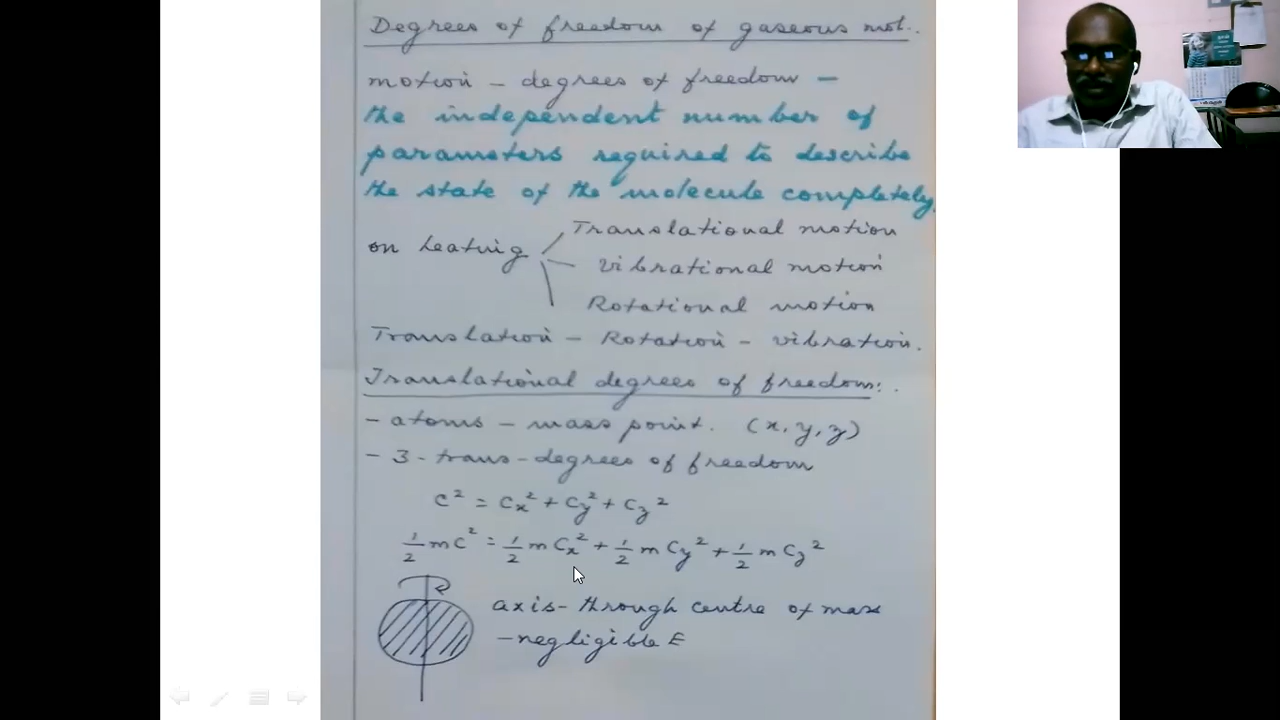 Degrees of freedom of gaseous mol..
motion - degrees of freedom -
the independent number of
parameters required to describe
the state of the molecule completely.
on heating
Translational motion
vibrational motion
Rotational motion
Translation - Rotation - vibration.
Translational degrees of freedom:.
- atoms - mass point. (x, y, z)
- 3 - trans - degrees of freedom
c² = cx² + cy² + cz²
½ mc² = ½ m cx² + ½ m cy² + ½ m cz²
axis - through centre of mass
- negligible E